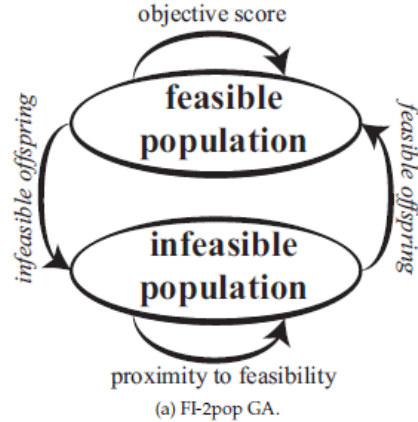 objective score
feasible
population
infeasible offspring
feasible offspring
infeasible
population
proximity to feasibility
(a) FI-2pop GA.